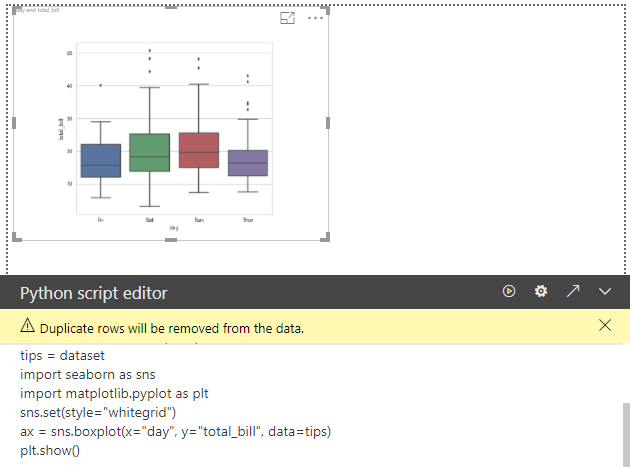 day and total_bill
50
40
30
20
10
total_bill
Fri Sat Sun Thur
day
Python script editor
Duplicate rows will be removed from the data.
tips = dataset
import seaborn as sns
import matplotlib.pyplot as plt
sns.set(style="whitegrid")
ax = sns.boxplot(x="day", y="total_bill", data=tips)
plt.show()